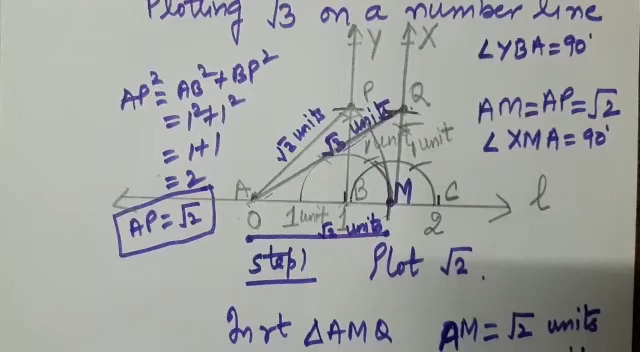 Plotting √3 on a number line
Y X
∠YBA = 90°
AP² = AB² + BP²
= 1² + 1²
= 1 + 1
= 2
AP = √2
P Q
AM = AP = √2
∠XMA = 90°
√2 units √3 units 1 unit 1 unit
A B M C l
0 1 unit 1 2
√2 units
Step 1 Plot √2.
In rt △AMQ AM = √2 units